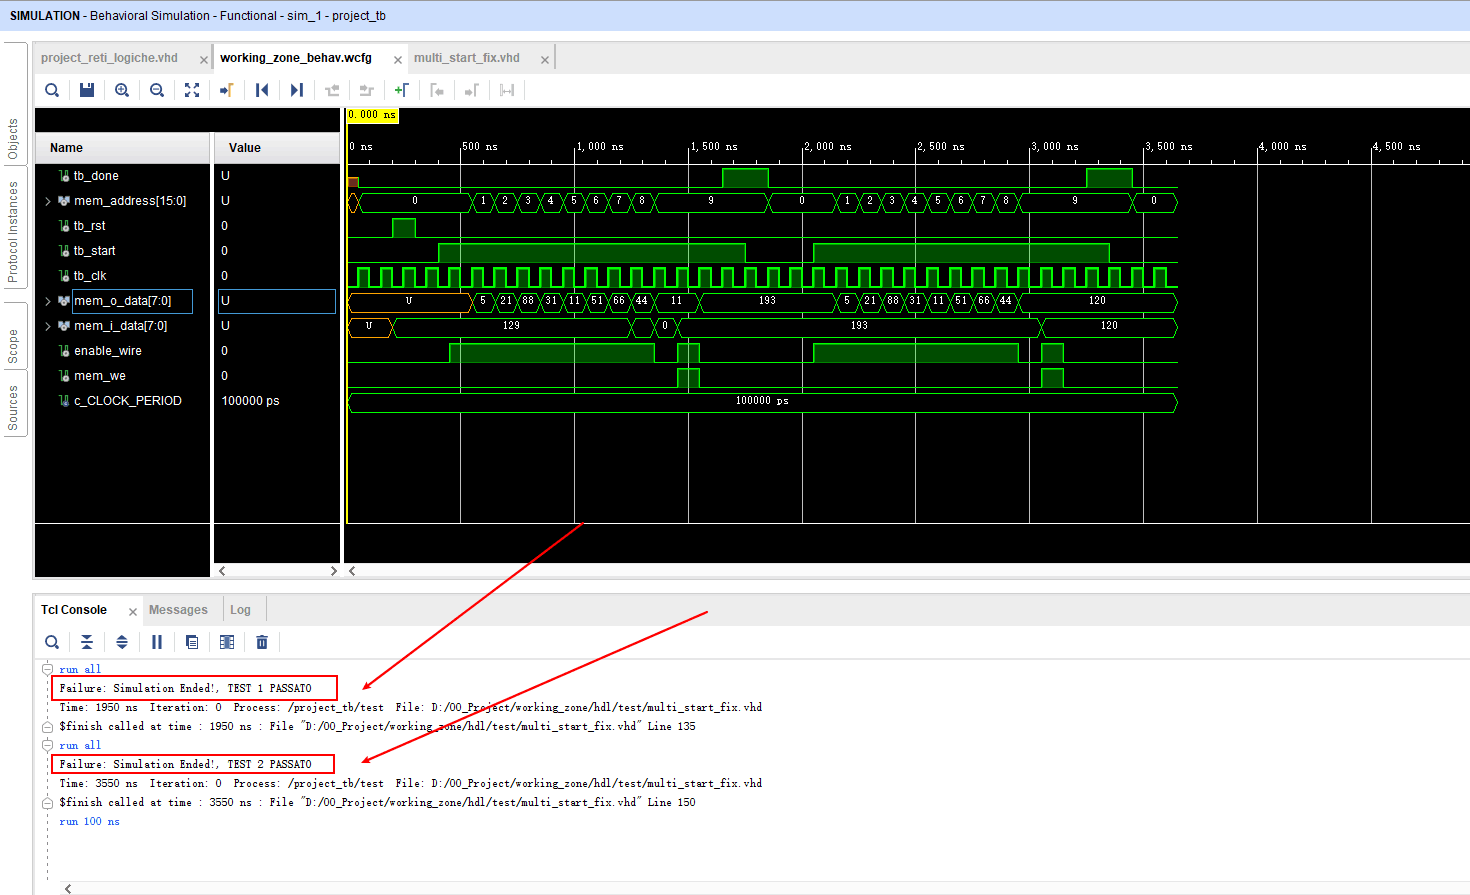 SIMULATION - Behavioral Simulation - Functional - sim_1 - project_tb
project_reti_logiche.vhd
working_zone_behav.wcfg
multi_start_fix.vhd
Objects
Protocol Instances
Scope
Sources
0.000 ns
Name Value
0 ns 500 ns 1,000 ns 1,500 ns 2,000 ns 2,500 ns 3,000 ns 3,500 ns 4,000 ns 4,500 ns
tb_done U
mem_address[15:0] U 0 1 2 3 4 5 6 7 8 9 0 1 2 3 4 5 6 7 8 9 0
tb_rst 0
tb_start 0
tb_clk 0
mem_o_data[7:0] U U 5 21 88 31 11 51 66 44 11 193 5 21 88 31 11 51 66 44 120
mem_i_data[7:0] U U 129 0 193 120
enable_wire 0
mem_we 0
c_CLOCK_PERIOD 100000 ps 100000 ps
Tcl Console Messages Log
run all
Failure: Simulation Ended!, TEST 1 PASSATO
Time: 1950 ns Iteration: 0 Process: /project_tb/test File: D:/00_Project/working_zone/hdl/test/multi_start_fix.vhd
$finish called at time : 1950 ns : File "D:/00_Project/working_zone/hdl/test/multi_start_fix.vhd" Line 135
run all
Failure: Simulation Ended!, TEST 2 PASSATO
Time: 3550 ns Iteration: 0 Process: /project_tb/test File: D:/00_Project/working_zone/hdl/test/multi_start_fix.vhd
$finish called at time : 3550 ns : File "D:/00_Project/working_zone/hdl/test/multi_start_fix.vhd" Line 150
run 100 ns